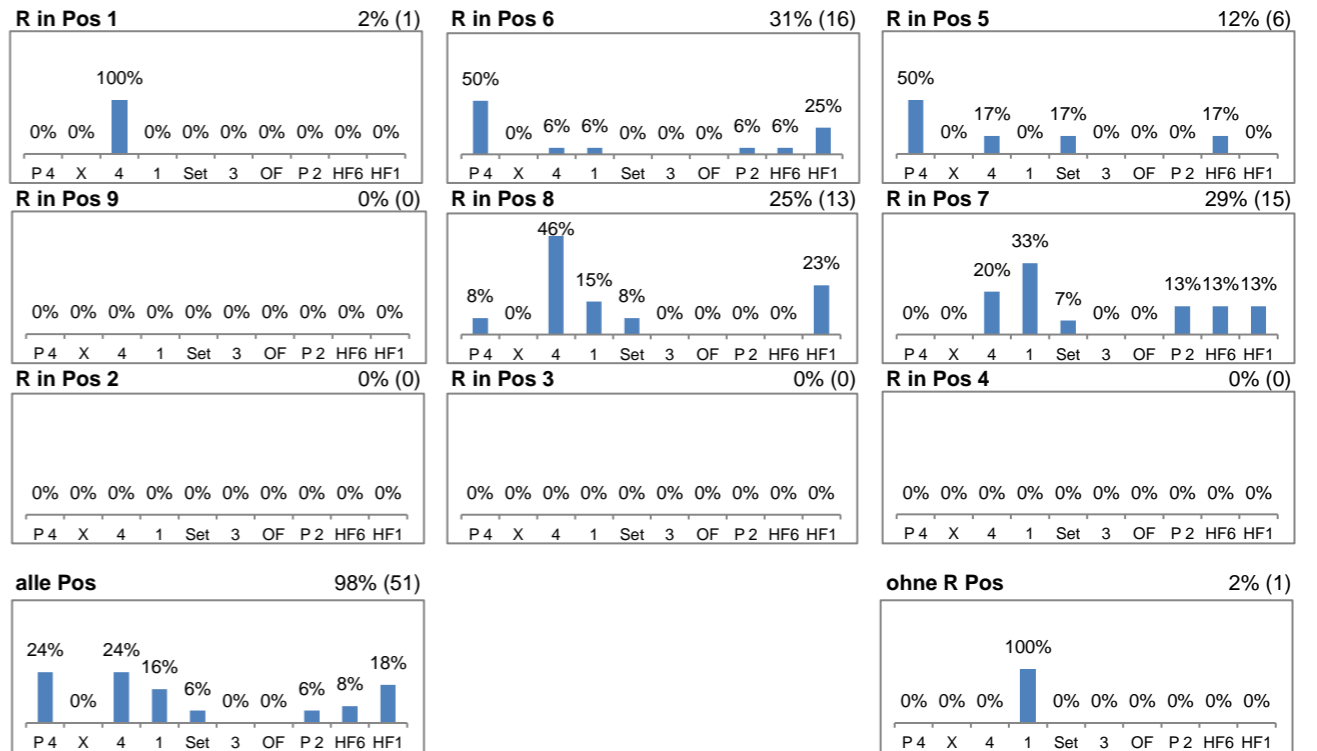 R in Pos 1 2% (1)
100%
0% 0% 0% 0% 0% 0% 0% 0% 0%
P 4 X 4 1 Set 3 OF P 2 HF6 HF1
R in Pos 6 31% (16)
50%
0% 6% 6% 0% 0% 0% 6% 6% 25%
P 4 X 4 1 Set 3 OF P 2 HF6 HF1
R in Pos 5 12% (6)
50%
0% 17% 0% 17% 0% 0% 0% 17% 0%
P 4 X 4 1 Set 3 OF P 2 HF6 HF1
R in Pos 9 0% (0)
0% 0% 0% 0% 0% 0% 0% 0% 0% 0%
P 4 X 4 1 Set 3 OF P 2 HF6 HF1
R in Pos 8 25% (13)
46%
8% 0% 15% 8% 0% 0% 0% 0% 23%
P 4 X 4 1 Set 3 OF P 2 HF6 HF1
R in Pos 7 29% (15)
33%
0% 0% 20% 7% 0% 0% 13% 13% 13%
P 4 X 4 1 Set 3 OF P 2 HF6 HF1
R in Pos 2 0% (0)
0% 0% 0% 0% 0% 0% 0% 0% 0% 0%
P 4 X 4 1 Set 3 OF P 2 HF6 HF1
R in Pos 3 0% (0)
0% 0% 0% 0% 0% 0% 0% 0% 0% 0%
P 4 X 4 1 Set 3 OF P 2 HF6 HF1
R in Pos 4 0% (0)
0% 0% 0% 0% 0% 0% 0% 0% 0% 0%
P 4 X 4 1 Set 3 OF P 2 HF6 HF1
alle Pos 98% (51)
24% 0% 24% 16% 6% 0% 0% 6% 8% 18%
P 4 X 4 1 Set 3 OF P 2 HF6 HF1
ohne R Pos 2% (1)
100%
0% 0% 0% 0% 0% 0% 0% 0% 0%
P 4 X 4 1 Set 3 OF P 2 HF6 HF1